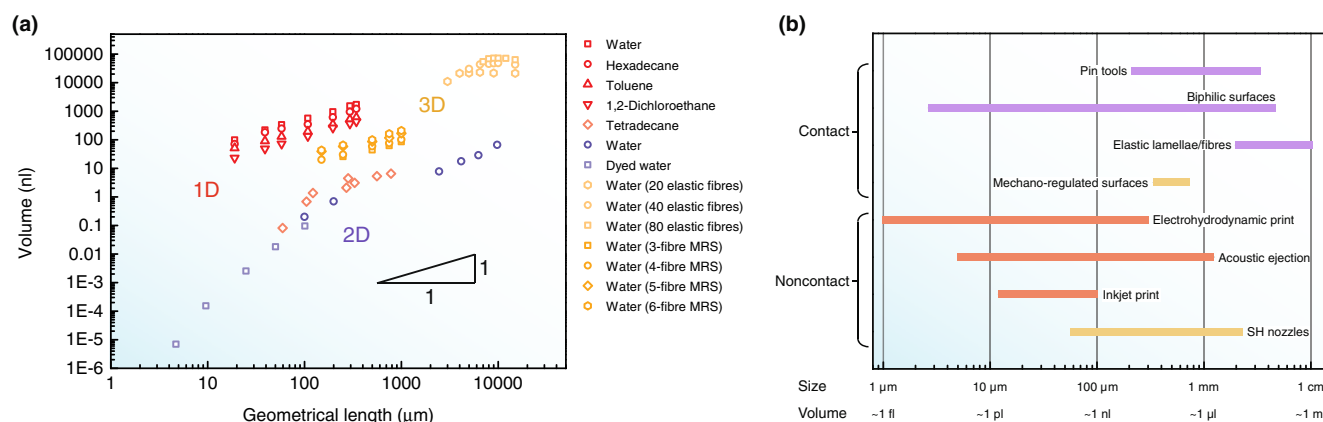 (a)
Volume (nl)
100000
10000
1000
100
10
1
0.1
0.01
1E-3
1E-4
1E-5
1E-6
1D
2D
3D
1
1
1
10
100
1000
10000
Geometrical length (µm)
Water
Hexadecane
Toluene
1,2-Dichloroethane
Tetradecane
Water
Dyed water
Water (20 elastic fibres)
Water (40 elastic fibres)
Water (80 elastic fibres)
Water (3-fibre MRS)
Water (4-fibre MRS)
Water (5-fibre MRS)
Water (6-fibre MRS)
(b)
Contact
Noncontact
Pin tools
Biphilic surfaces
Elastic lamellae/fibres
Mechano-regulated surfaces
Electrohydrodynamic print
Acoustic ejection
Inkjet print
SH nozzles
Size 1 µm 10 µm 100 µm 1 mm 1 cm
Volume ~1 fl ~1 pl ~1 nl ~1 µl ~1 m